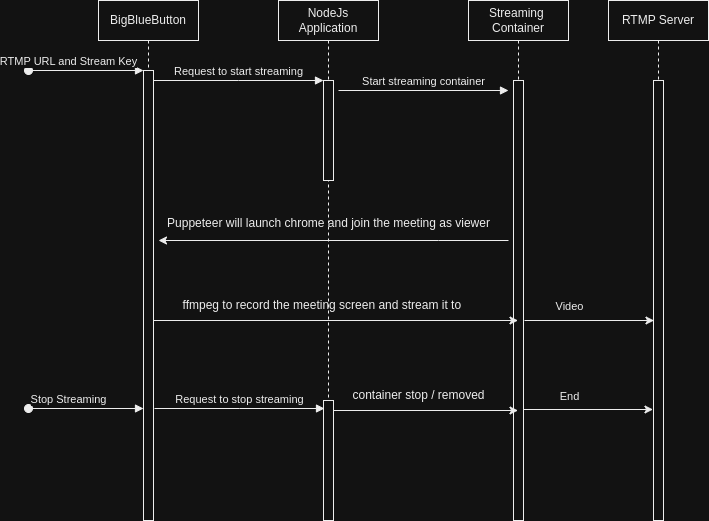 BigBlueButton
NodeJs
Application
Streaming
Container
RTMP Server
RTMP URL and Stream Key
Request to start streaming
Start streaming container
Puppeteer will launch chrome and join the meeting as viewer
ffmpeg to record the meeting screen and stream it to
Video
Stop Streaming
Request to stop streaming
container stop / removed
End